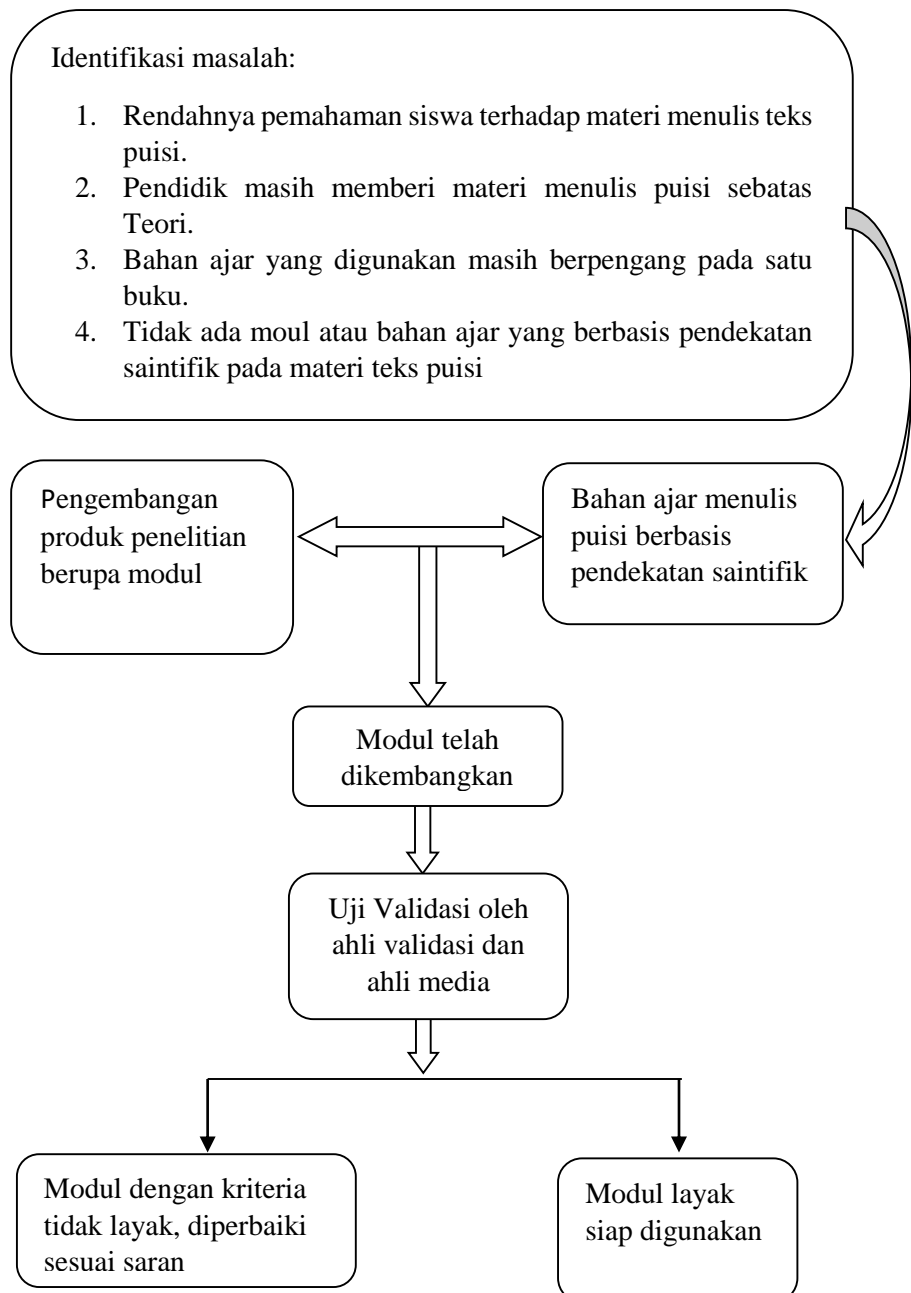 Identifikasi masalah:
1. Rendahnya pemahaman siswa terhadap materi menulis teks
puisi.
2. Pendidik masih memberi materi menulis puisi sebatas
Teori.
3. Bahan ajar yang digunakan masih berpengang pada satu
buku.
4. Tidak ada moul atau bahan ajar yang berbasis pendekatan
saintifik pada materi teks puisi
Pengembangan
produk penelitian
berupa modul
Bahan ajar menulis
puisi berbasis
pendekatan saintifik
Modul telah
dikembangkan
Uji Validasi oleh
ahli validasi dan
ahli media
Modul dengan kriteria
tidak layak, diperbaiki
sesuai saran
Modul layak
siap digunakan